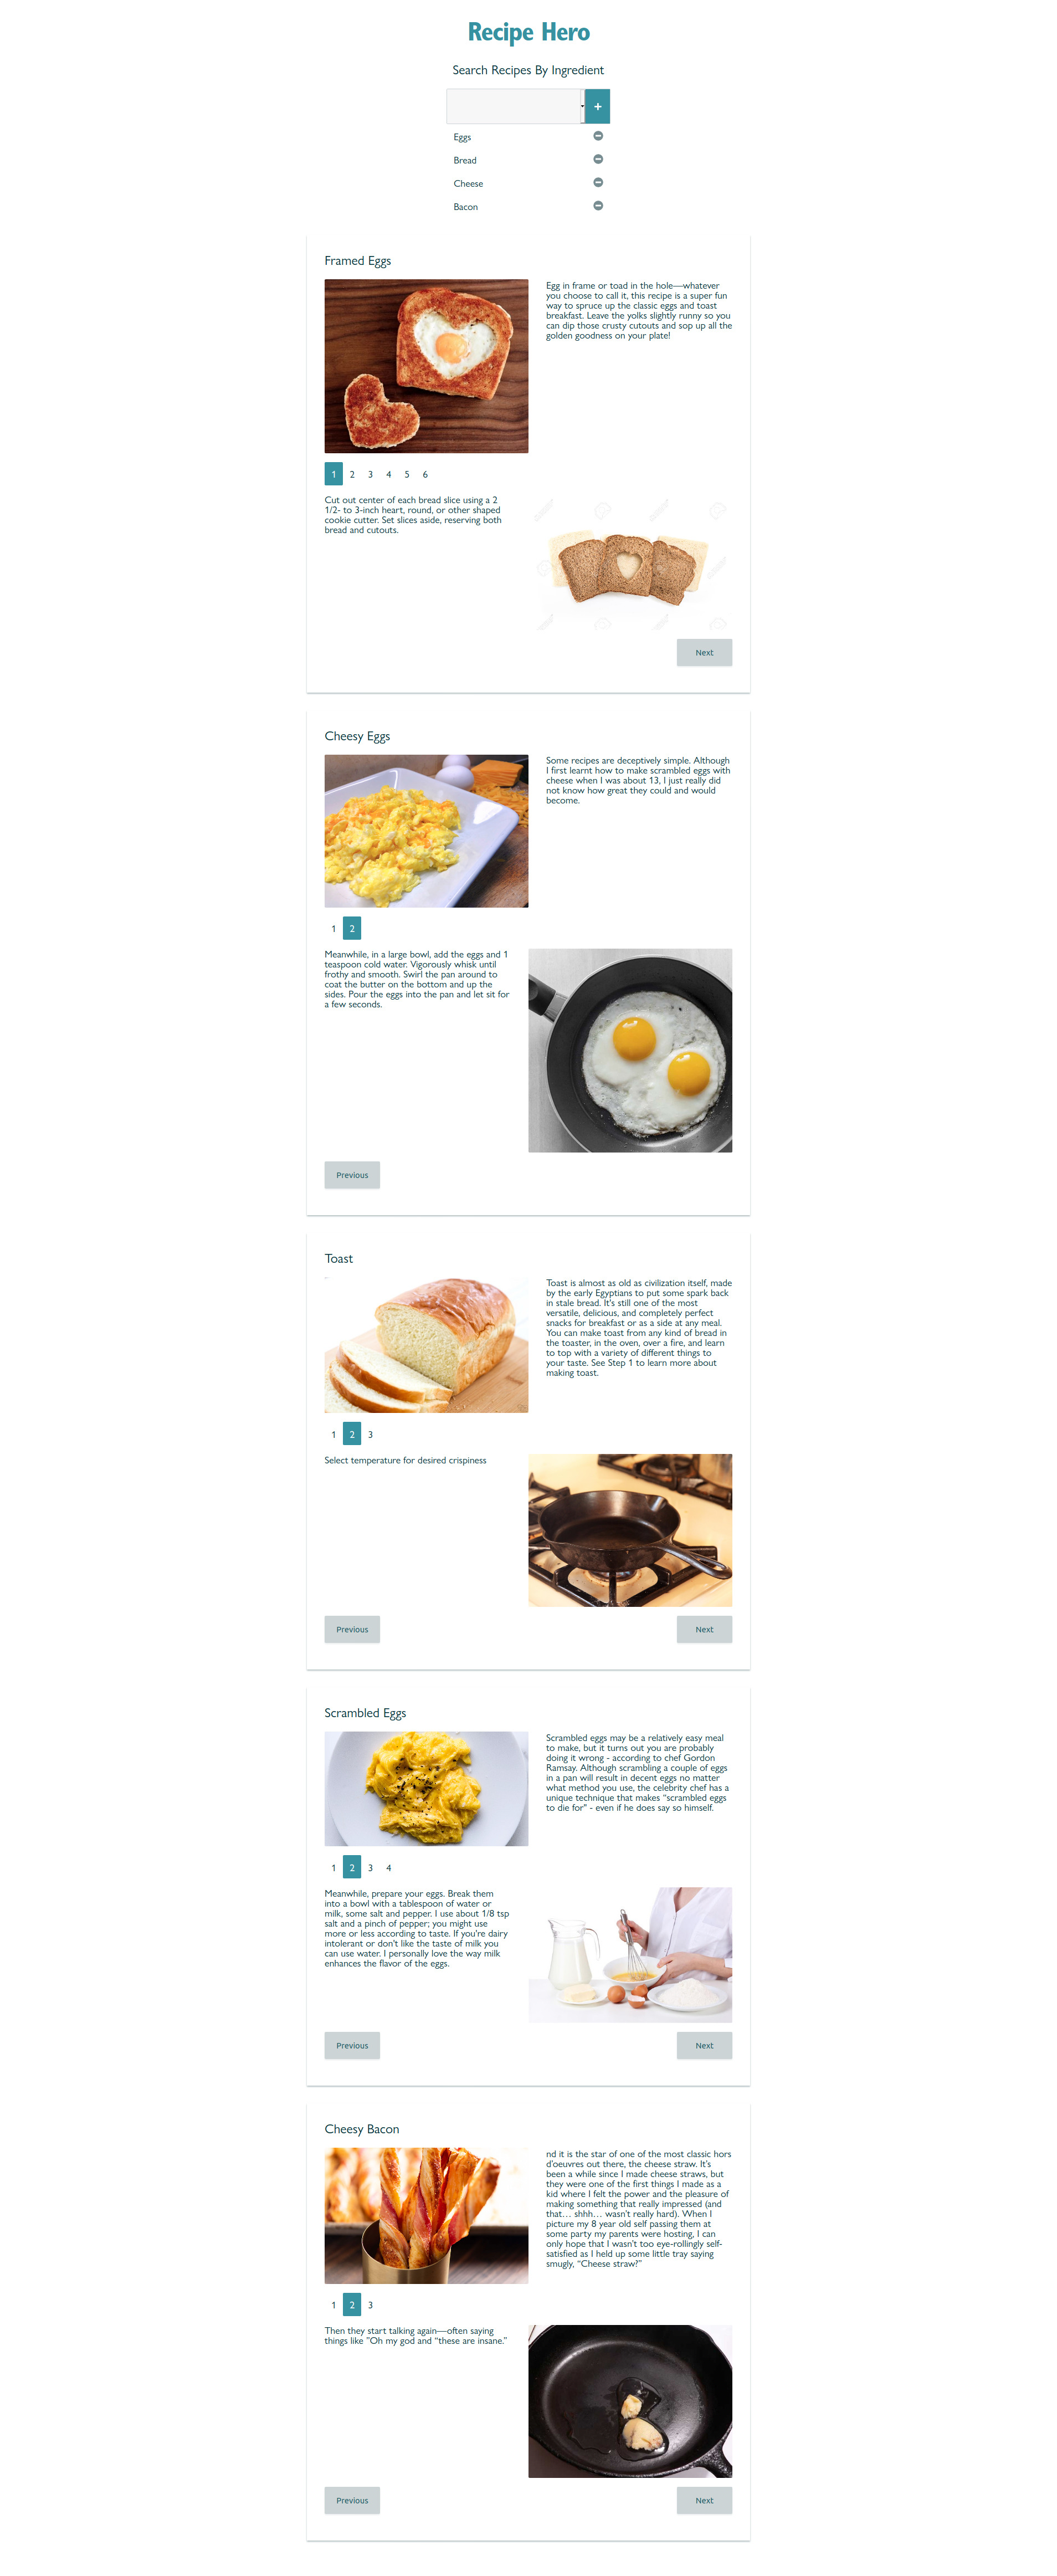 Recipe Hero
Search Recipes By Ingredient
+
Eggs
Bread
Cheese
Bacon
Framed Eggs
Egg in frame or toad in the hole—whatever
you choose to call it, this recipe is a super fun
way to spruce up the classic eggs and toast
breakfast. Leave the yolks slightly runny so you
can dip those crusty cutouts and sop up all the
golden goodness on your plate!
1 2 3 4 5 6
Cut out center of each bread slice using a 2
1/2- to 3-inch heart, round, or other shaped
cookie cutter. Set slices aside, reserving both
bread and cutouts.
Next
Cheesy Eggs
Some recipes are deceptively simple. Although
I first learnt how to make scrambled eggs with
cheese when I was about 13, I just really did
not know how great they could and would
become.
1 2
Meanwhile, in a large bowl, add the eggs and 1
teaspoon cold water. Vigorously whisk until
frothy and smooth. Swirl the pan around to
coat the butter on the bottom and up the
sides. Pour the eggs into the pan and let sit for
a few seconds.
Previous
Toast
Toast is almost as old as civilization itself, made
by the early Egyptians to put some spark back
in stale bread. It's still one of the most
versatile, delicious, and completely perfect
snacks for breakfast or as a side at any meal.
You can make toast from any kind of bread in
the toaster, in the oven, over a fire, and learn
to top with a variety of different things to
your taste. See Step 1 to learn more about
making toast.
1 2 3
Select temperature for desired crispiness
Previous Next
Scrambled Eggs
Scrambled eggs may be a relatively easy meal
to make, but it turns out you are probably
doing it wrong - according to chef Gordon
Ramsay. Although scrambling a couple of eggs
in a pan will result in decent eggs no matter
what method you use, the celebrity chef has a
unique technique that makes “scrambled eggs
to die for" - even if he does say so himself.
1 2 3 4
Meanwhile, prepare your eggs. Break them
into a bowl with a tablespoon of water or
milk, some salt and pepper. I use about 1/8 tsp
salt and a pinch of pepper; you might use
more or less according to taste. If you're dairy
intolerant or don't like the taste of milk you
can use water. I personally love the way milk
enhances the flavor of the eggs.
Previous Next
Cheesy Bacon
nd it is the star of one of the most classic hors
d’oeuvres out there, the cheese straw. It’s
been a while since I made cheese straws, but
they were one of the first things I made as a
kid where I felt the power and the pleasure of
making something that really impressed (and
that… shhh… wasn’t really hard). When I
picture my 8 year old self passing them at
some party my parents were hosting, I can
only hope that I wasn’t too eye-rollingly self-
satisfied as I held up some little tray saying
smugly, “Cheese straw?”
1 2 3
Then they start talking again—often saying
things like ”Oh my god and “these are insane.”
Previous Next